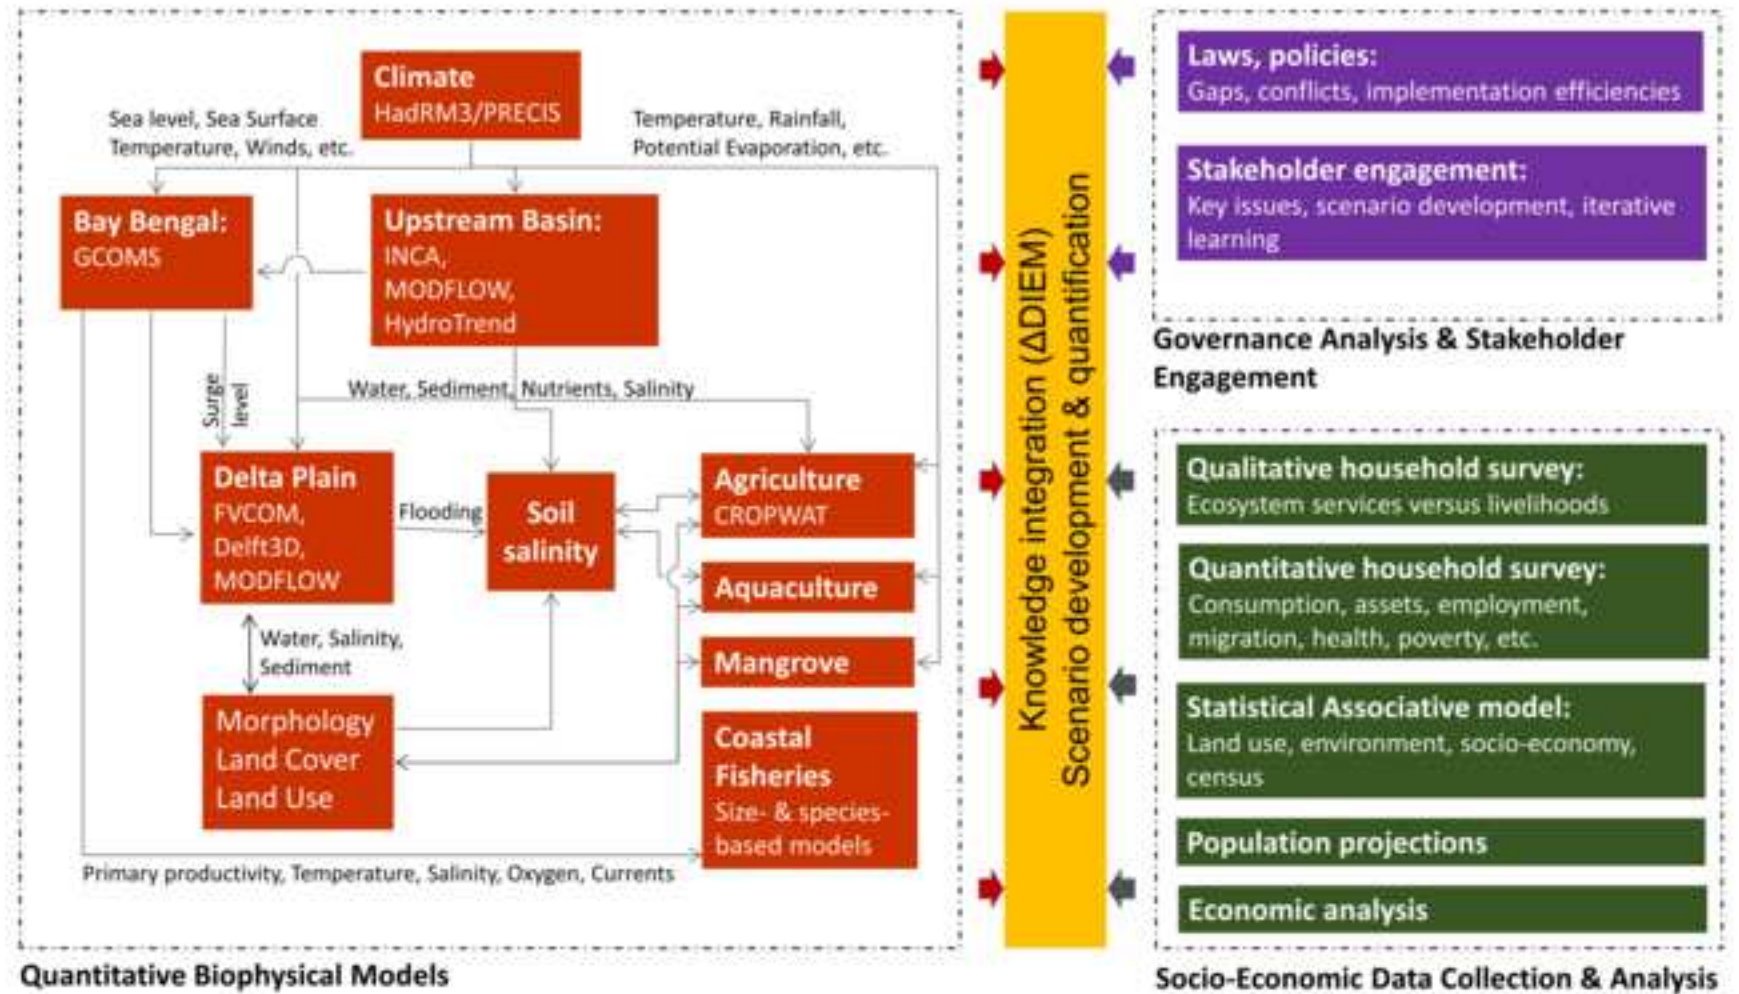 Climate
HadRM3/PRECIS
Sea level, Sea Surface
Temperature, Winds, etc.
Temperature, Rainfall,
Potential Evaporation, etc.
Bay Bengal:
GCOMS
Upstream Basin:
INCA,
MODFLOW,
HydroTrend
Surge
level
Water, Sediment, Nutrients, Salinity
Delta Plain
FVCOM,
Delft3D,
MODFLOW
Flooding
Soil
salinity
Agriculture
CROPWAT
Aquaculture
Mangrove
Water, Salinity,
Sediment
Morphology
Land Cover
Land Use
Coastal
Fisheries
Size- & species-
based models
Primary productivity, Temperature, Salinity, Oxygen, Currents
Quantitative Biophysical Models
Knowledge integration (ΔDIEM)
Scenario development & quantification
Laws, policies:
Gaps, conflicts, implementation efficiencies
Stakeholder engagement:
Key issues, scenario development, iterative
learning
Governance Analysis & Stakeholder
Engagement
Qualitative household survey:
Ecosystem services versus livelihoods
Quantitative household survey:
Consumption, assets, employment,
migration, health, poverty, etc.
Statistical Associative model:
Land use, environment, socio-economy,
census
Population projections
Economic analysis
Socio-Economic Data Collection & Analysis